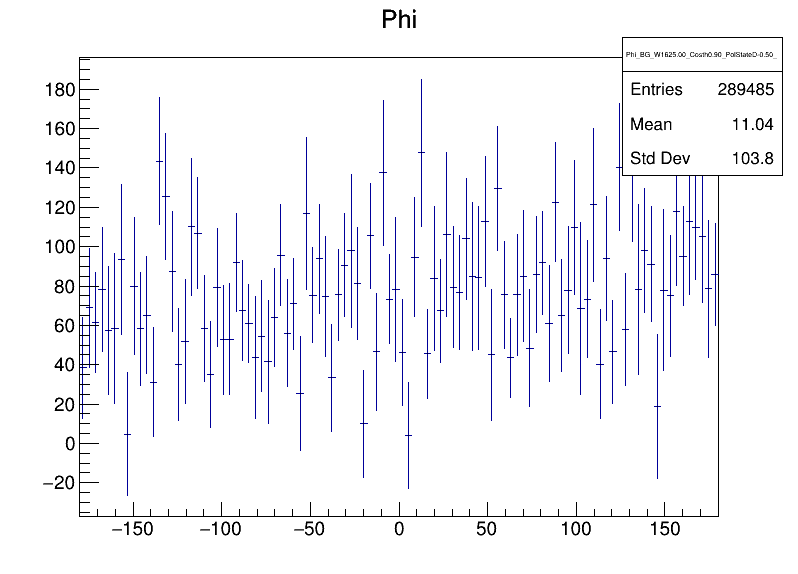 Phi
Phi_BG_W1625.00_Costh0.90_PolStateD-0.50_
Entries 289485
Mean 11.04
Std Dev 103.8
180
160
140
120
100
80
60
40
20
0
−20
−150 −100 −50 0 50 100 150